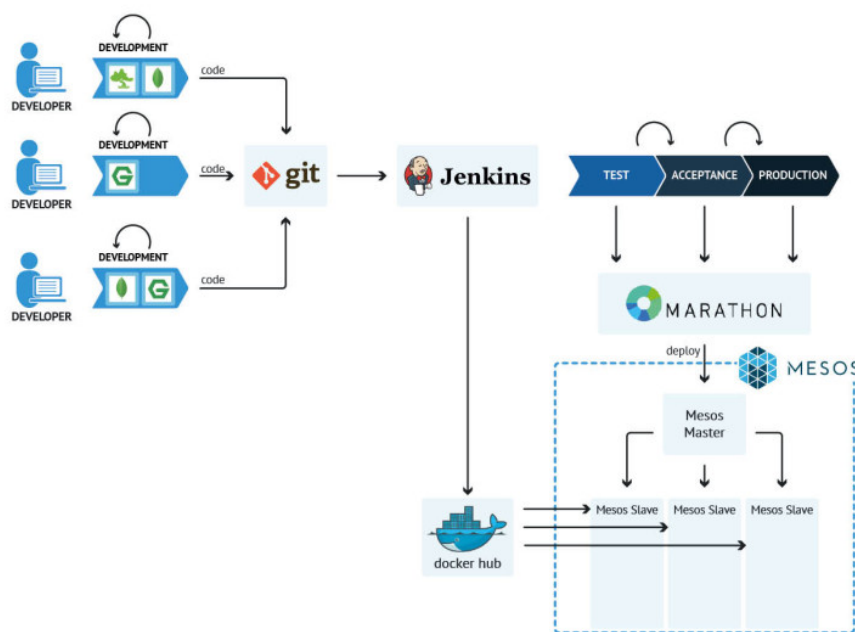 DEVELOPMENT
code
DEVELOPER
DEVELOPMENT
code
DEVELOPER
git
Jenkins
TEST
ACCEPTANCE
PRODUCTION
DEVELOPMENT
code
DEVELOPER
MARATHON
deploy
MESOS
Mesos
Master
Mesos Slave
Mesos Slave
Mesos Slave
docker hub